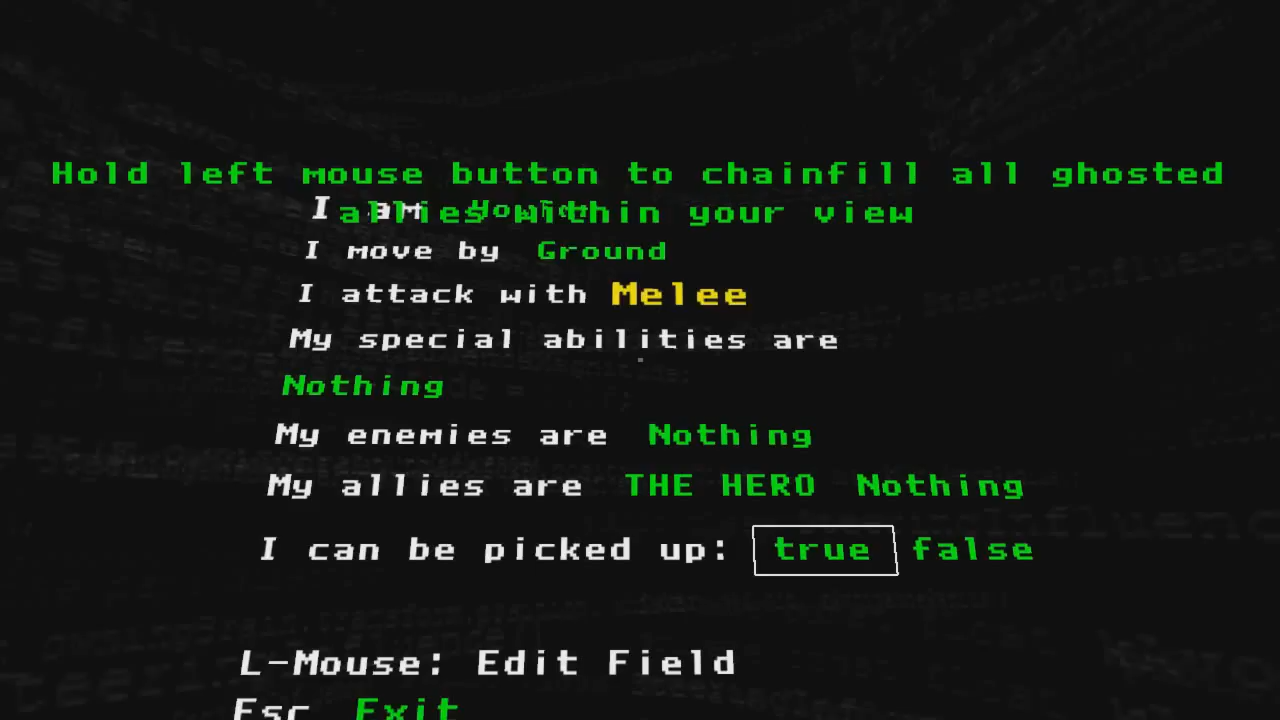 Hold left mouse button to chainfill all ghosted
allies within your view
I am
I move by Ground
I attack with Melee
My special abilities are
Nothing
My enemies are Nothing
My allies are THE HERO Nothing
I can be picked up: true false
L-Mouse: Edit Field
Esc Exit